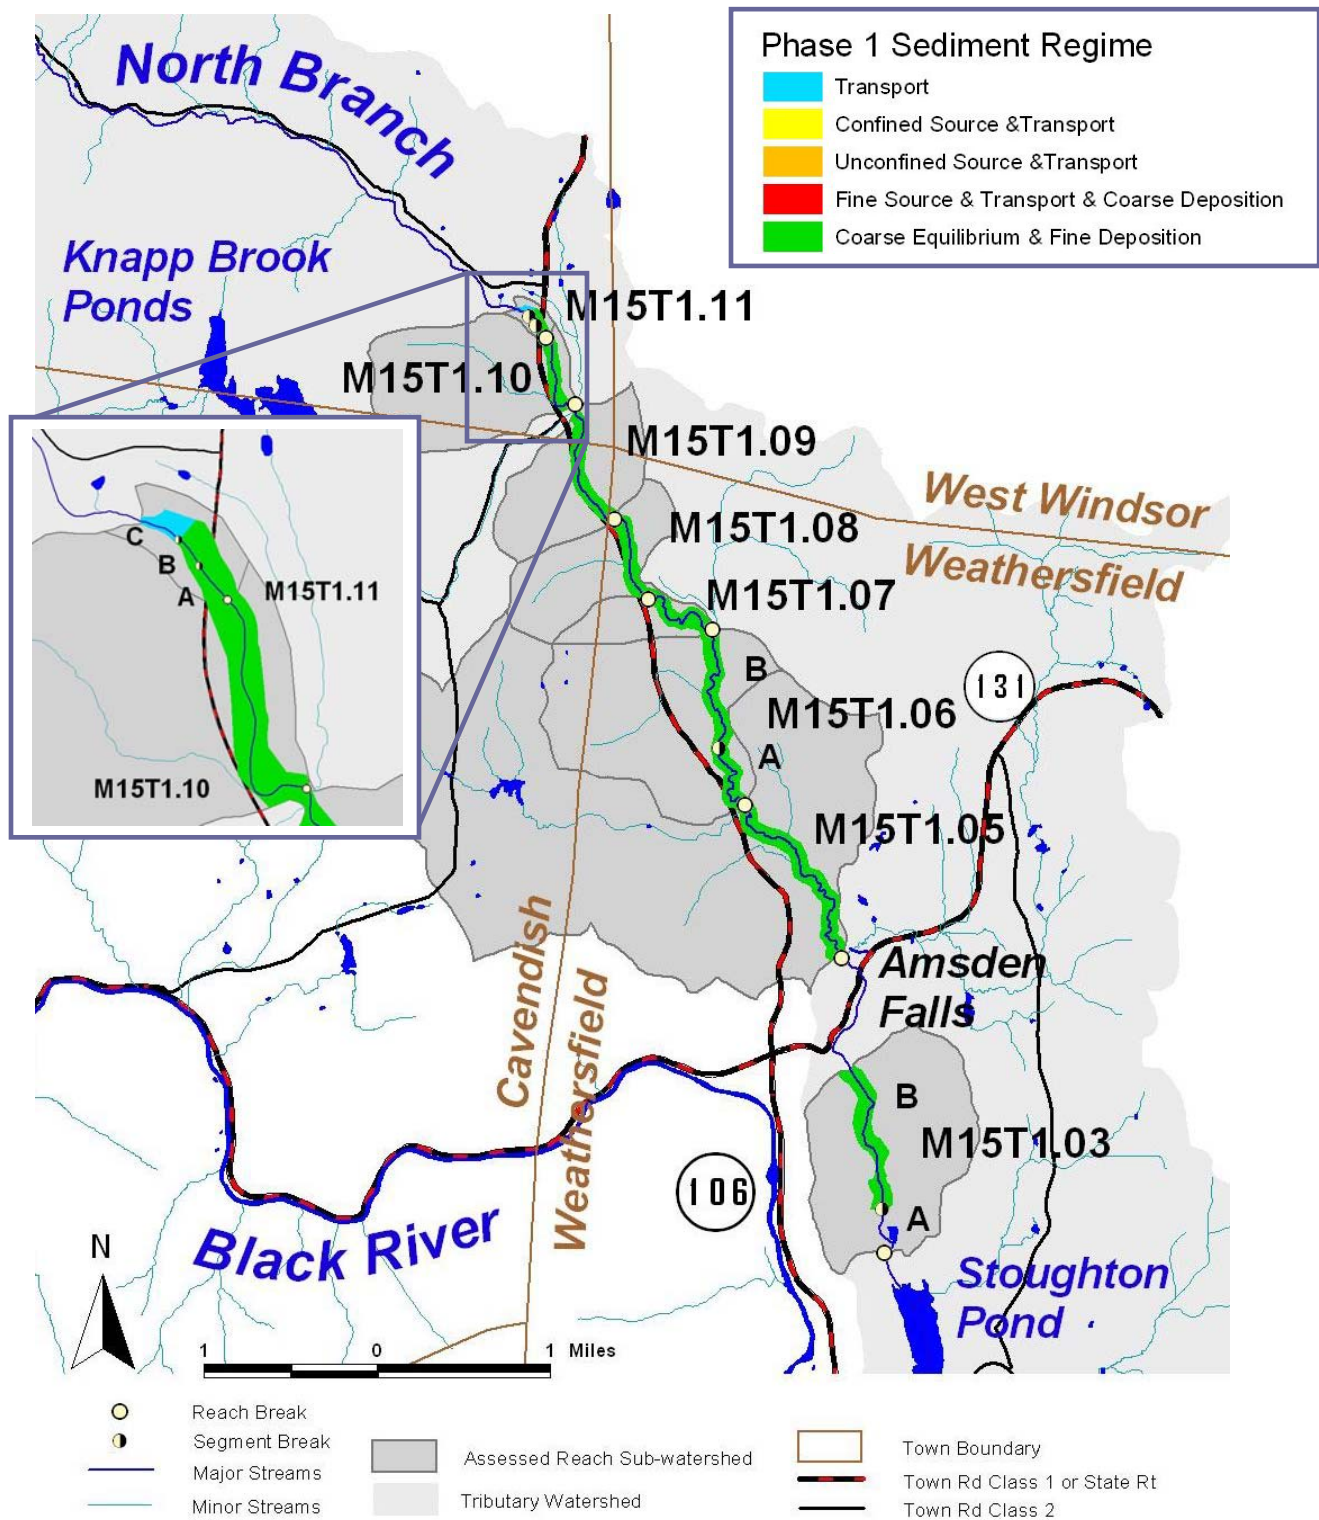 Phase 1 Sediment Regime
Transport
Confined Source &Transport
Unconfined Source &Transport
Fine Source & Transport & Coarse Deposition
Coarse Equilibrium & Fine Deposition
North Branch
Knapp Brook
Ponds
M15T1.11
M15T1.10
M15T1.09
West Windsor
M15T1.08
Weathersfield
M15T1.07
C
B
A
M15T1.11
M15T1.10
B
131
M15T1.06
A
M15T1.05
Cavendish
Weathersfield
Amsden
Falls
B
M15T1.03
106
A
Black River
Stoughton
Pond
N
1 0 1 Miles
Reach Break
Segment Break
Major Streams
Minor Streams
Assessed Reach Sub-watershed
Tributary Watershed
Town Boundary
Town Rd Class 1 or State Rt
Town Rd Class 2